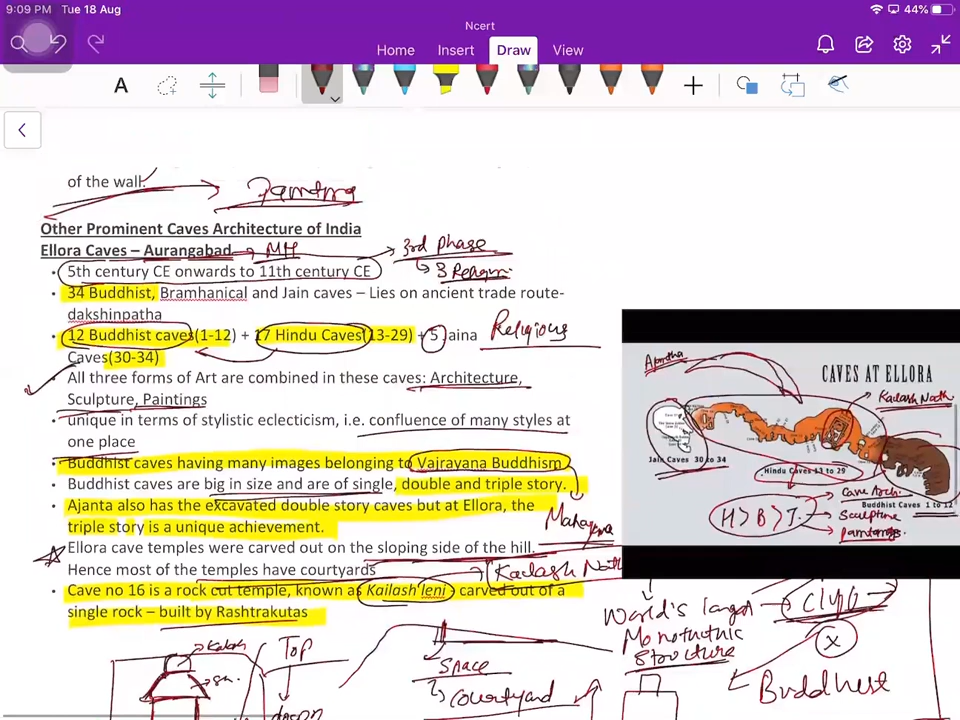 9:09 PM Tue 18 Aug
44%
Ncert
Home Insert Draw View
A
of the wall.
Other Prominent Caves Architecture of India
Ellora Caves – Aurangabad MH
3rd Phase
5th century CE onwards to 11th century CE
3 Religion
34 Buddhist, Bramhanical and Jain caves – Lies on ancient trade route-
dakshinpatha
12 Buddhist caves(1-12) + 17 Hindu Caves(13-29) + 5 Jaina
Religious
Caves(30-34)
All three forms of Art are combined in these caves: Architecture,
Sculpture, Paintings
unique in terms of stylistic eclecticism, i.e. confluence of many styles at
one place
Buddhist caves having many images belonging to Vajrayana Buddhism
Buddhist caves are big in size and are of single, double and triple story.
Ajanta also has the excavated double story caves but at Ellora, the
triple story is a unique achievement.
Mahayana
Ellora cave temples were carved out on the sloping side of the hill.
Hence most of the temples have courtyards
Kailash Nath
Cave no 16 is a rock cut temple, known as Kailash'leni - carved out of a
single rock – built by Rashtrakutas
CAVES AT ELLORA
Kailash Nath
Jain Caves 30 to 34
Hindu Caves 13 to 29
Buddhist Caves 1 to 12
H > B > J
Cave Arch.
Sculpture
Paintings
World's largest
Monolithic
Structure
X
Buddhist
Kalash
Top
down
Space
Courtyard